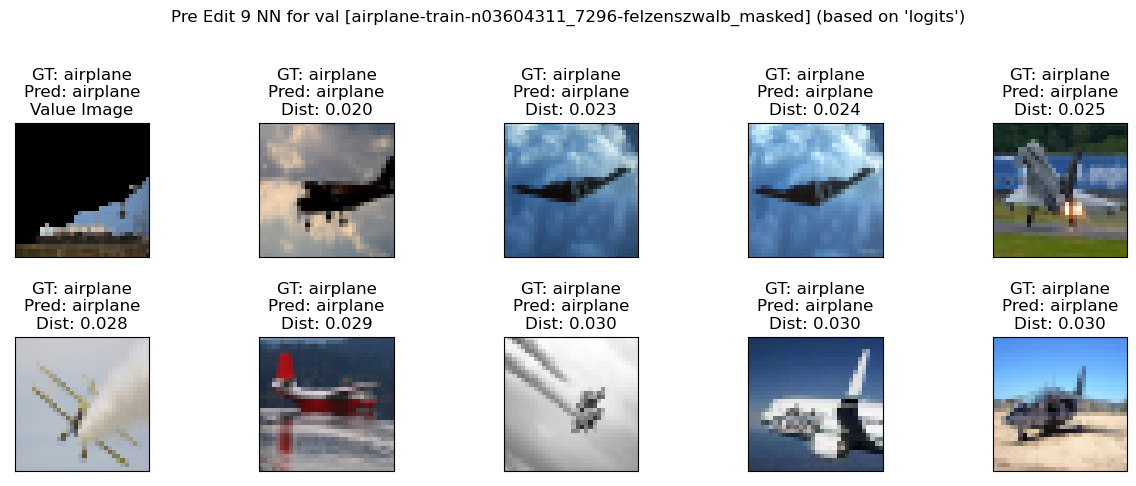 Pre Edit 9 NN for val [airplane-train-n03604311_7296-felzenszwalb_masked] (based on 'logits')
GT: airplane
Pred: airplane
Value Image
GT: airplane
Pred: airplane
Dist: 0.020
GT: airplane
Pred: airplane
Dist: 0.023
GT: airplane
Pred: airplane
Dist: 0.024
GT: airplane
Pred: airplane
Dist: 0.025
GT: airplane
Pred: airplane
Dist: 0.028
GT: airplane
Pred: airplane
Dist: 0.029
GT: airplane
Pred: airplane
Dist: 0.030
GT: airplane
Pred: airplane
Dist: 0.030
GT: airplane
Pred: airplane
Dist: 0.030